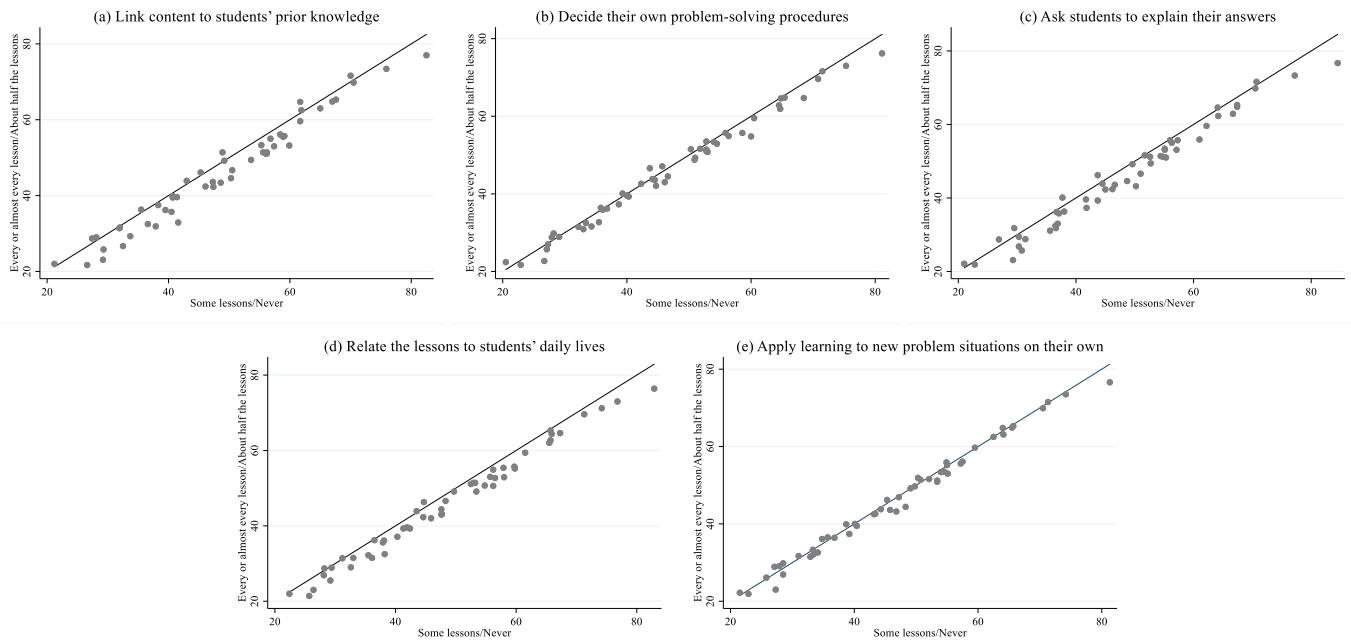 (a) Link content to students’ prior knowledge
Every or almost every lesson/About half the lessons
80
60
40
20
20 40 60 80
Some lessons/Never
(b) Decide their own problem-solving procedures
Every or almost every lesson/About half the lessons
80
60
40
20
20 40 60 80
Some lessons/Never
(c) Ask students to explain their answers
Every or almost every lesson/About half the lessons
80
60
40
20
20 40 60 80
Some lessons/Never
(d) Relate the lessons to students’ daily lives
Every or almost every lesson/About half the lessons
80
60
40
20
20 40 60 80
Some lessons/Never
(e) Apply learning to new problem situations on their own
Every or almost every lesson/About half the lessons
80
60
40
20
20 40 60 80
Some lessons/Never